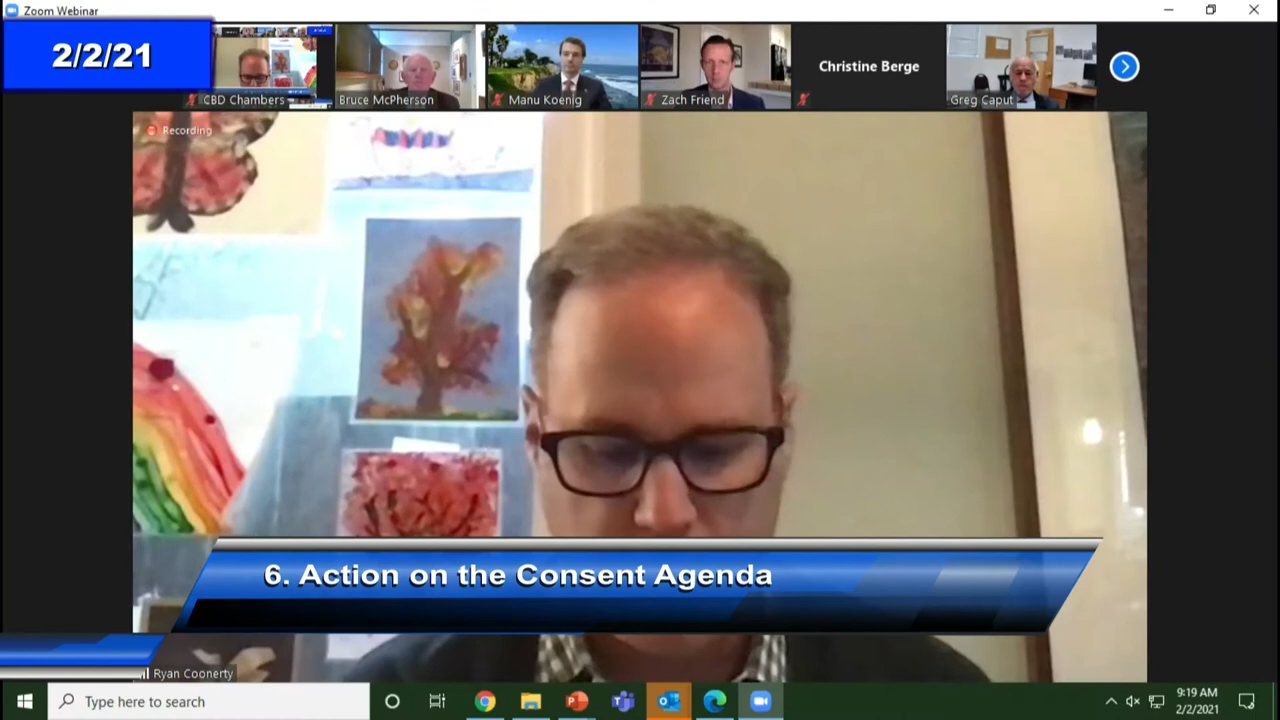 Zoom Webinar
2/2/21
CBD Chambers
Bruce McPherson
Manu Koenig
Zach Friend
Christine Berge
Greg Caput
Recording
6. Action on the Consent Agenda
Ryan Coonerty
Type here to search
9:19 AM
2/2/2021